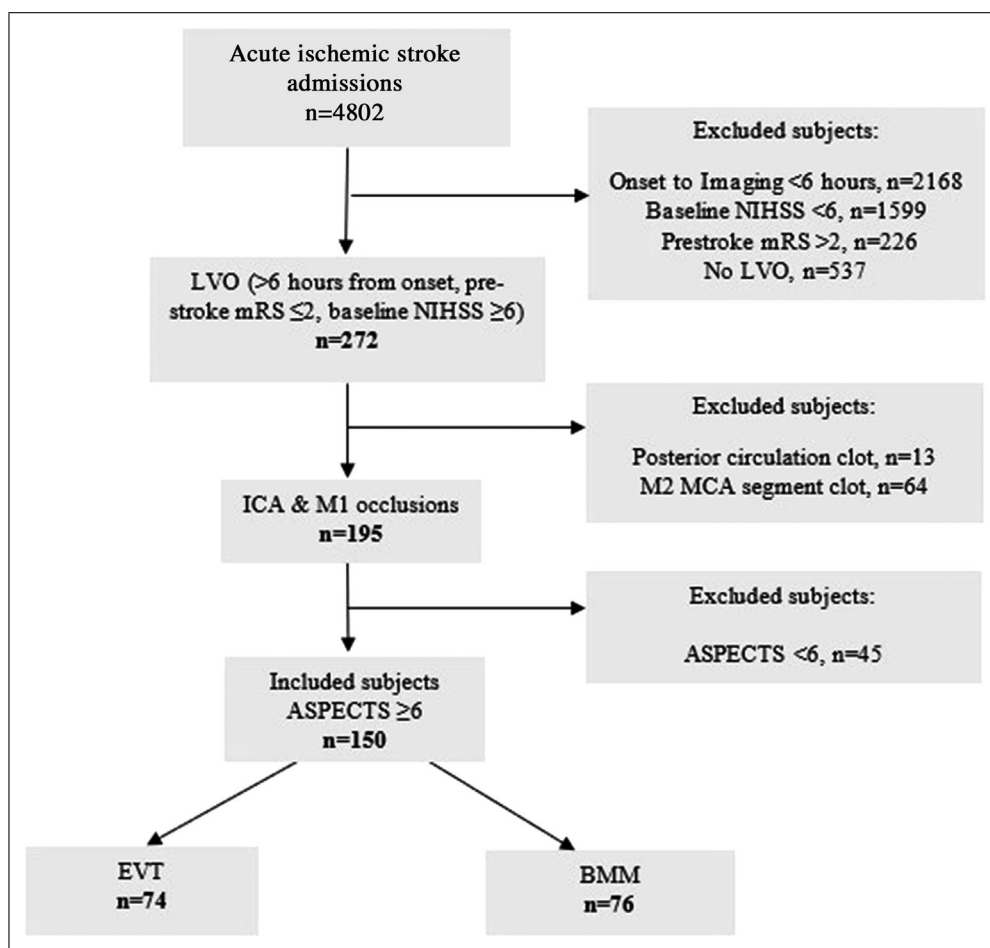 Acute ischemic stroke
admissions
n=4802
Excluded subjects:
Onset to Imaging <6 hours, n=2168
Baseline NIHSS <6, n=1599
Prestroke mRS >2, n=226
No LVO, n=537
LVO (>6 hours from onset, pre-
stroke mRS ≤2, baseline NIHSS ≥6)
n=272
Excluded subjects:
Posterior circulation clot, n=13
M2 MCA segment clot, n=64
ICA & M1 occlusions
n=195
Excluded subjects:
ASPECTS <6, n=45
Included subjects
ASPECTS ≥6
n=150
EVT
n=74
BMM
n=76